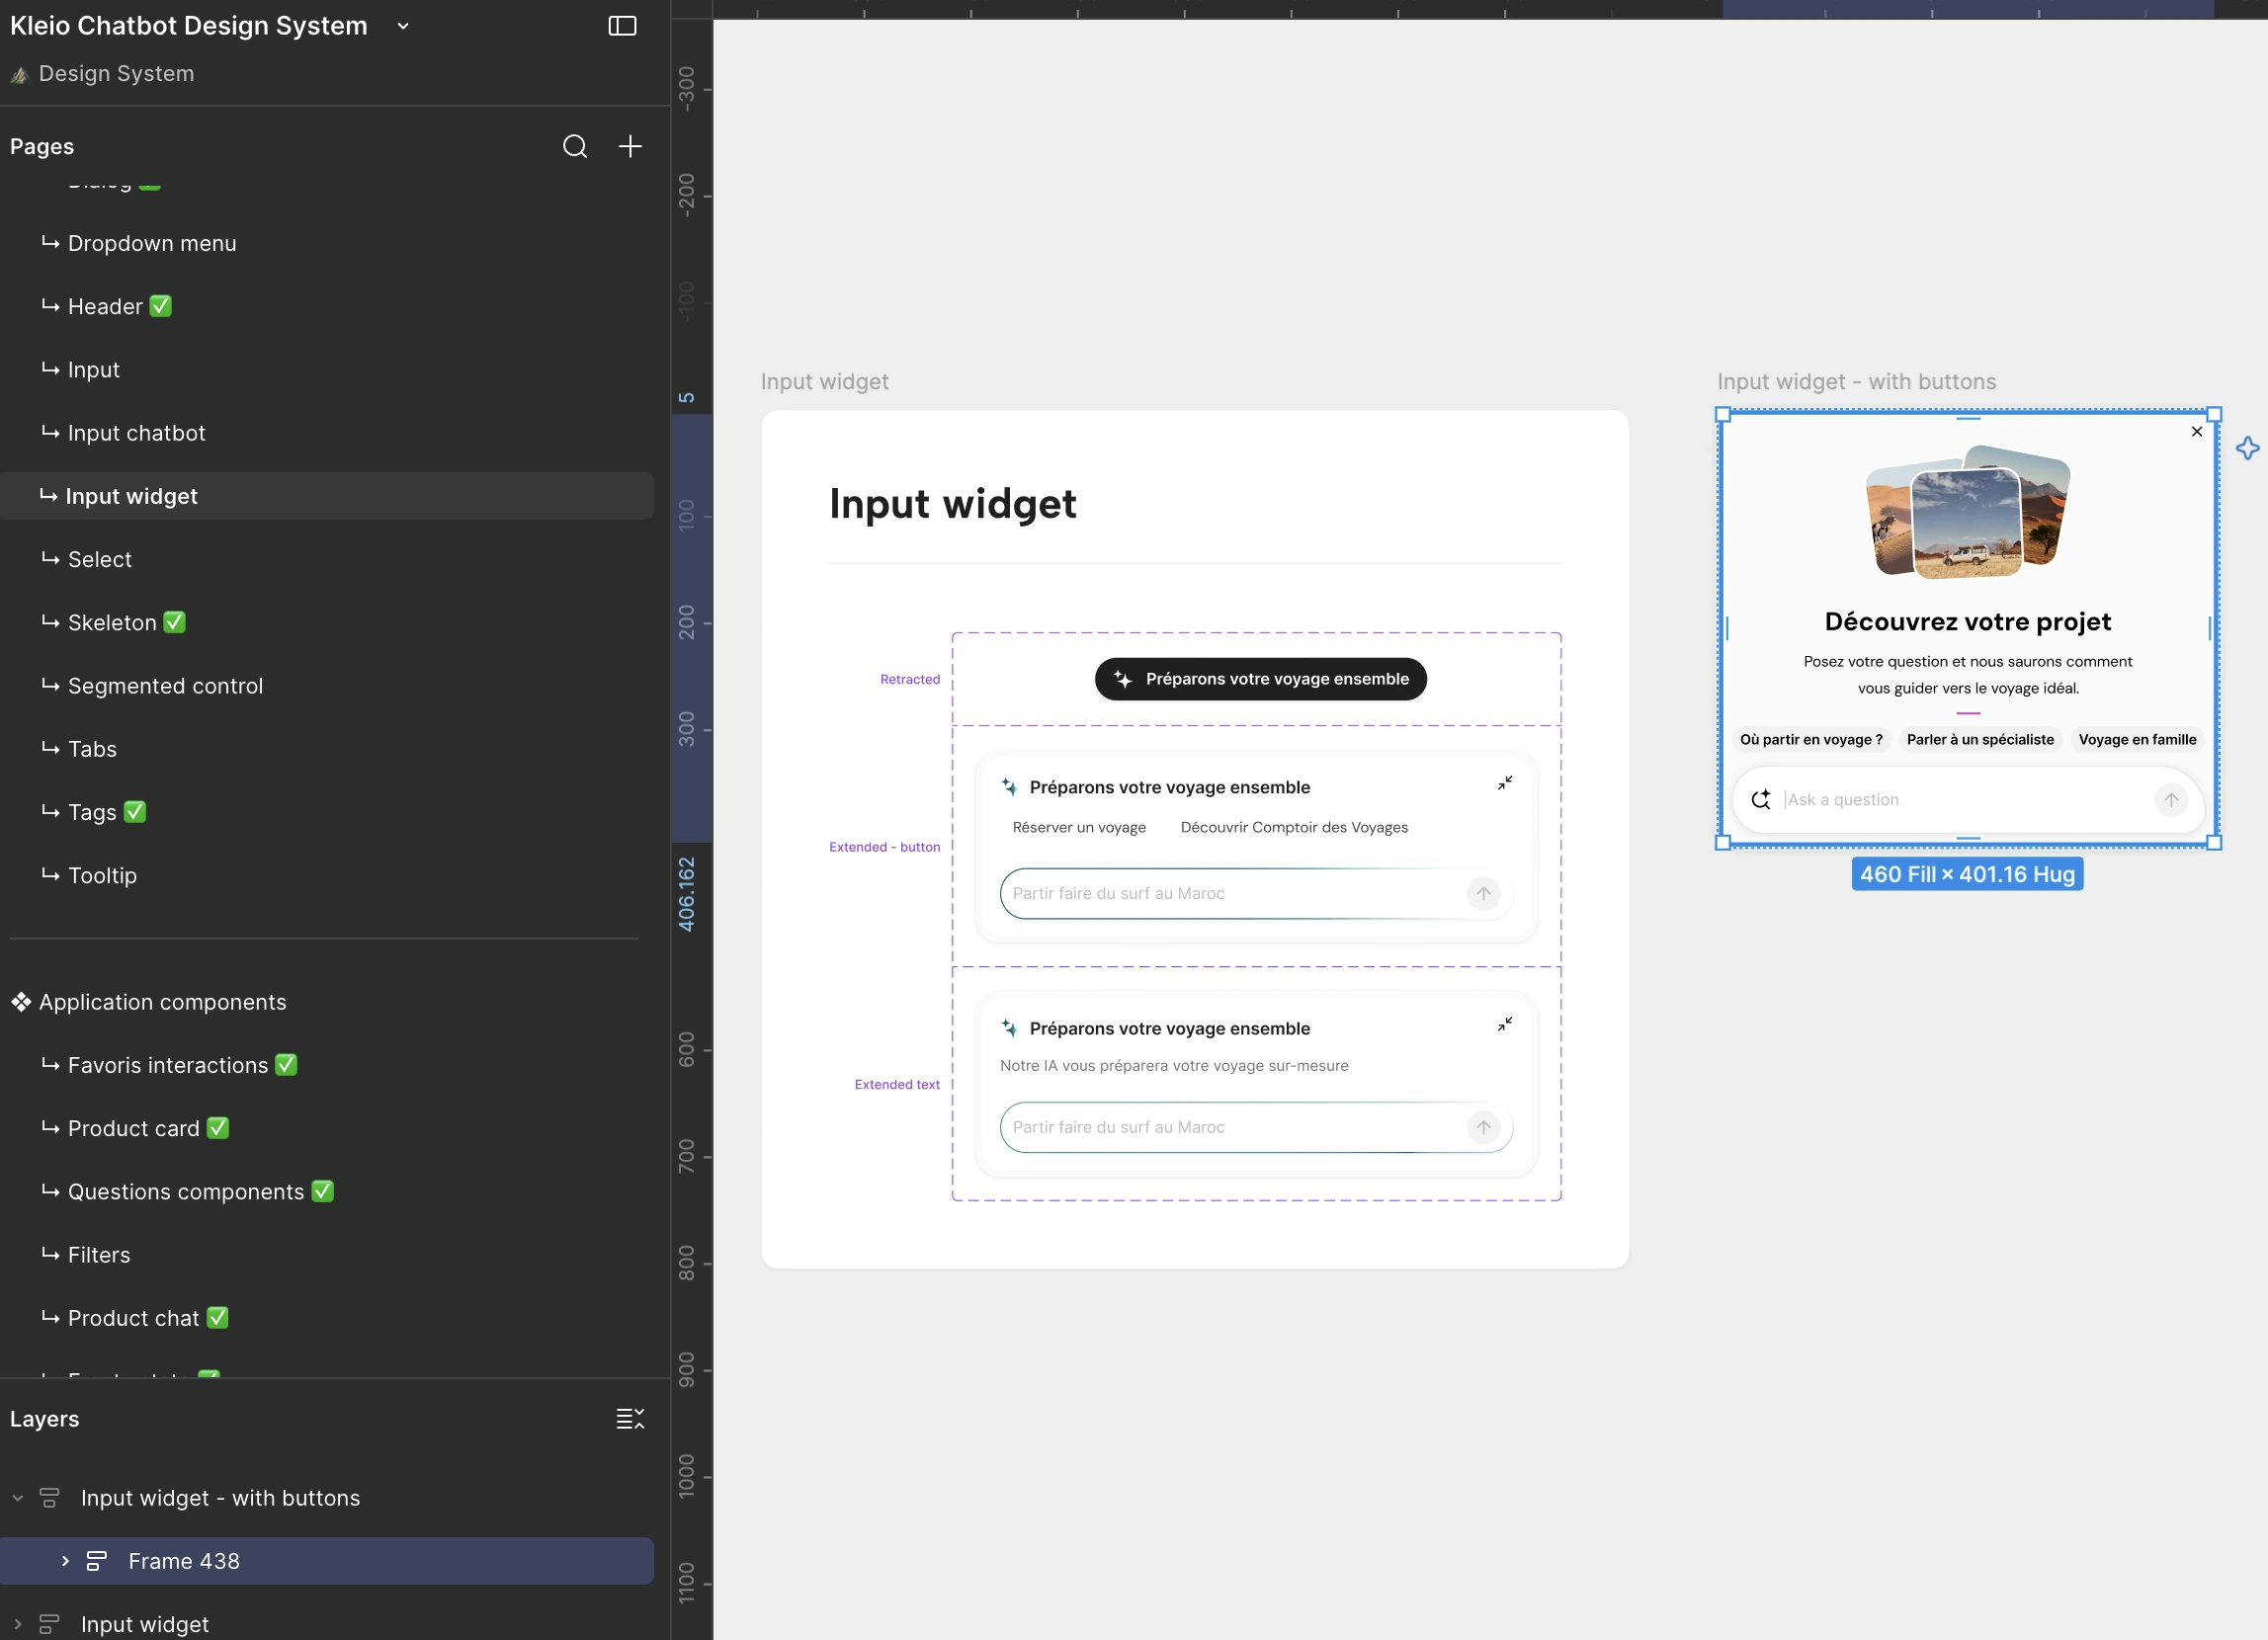 Kleio Chatbot Design System
Design System
Pages
Dialog
Dropdown menu
Header
Input
Input chatbot
Input widget
Select
Skeleton
Segmented control
Tabs
Tags
Tooltip
Application components
Favoris interactions
Product card
Questions components
Filters
Product chat
Layers
Input widget - with buttons
Frame 438
Input widget
-300
-200
-100
5
100
200
300
406.162
600
700
800
900
1000
1100
Input widget
Input widget
Retracted
Préparons votre voyage ensemble
Extended - button
Préparons votre voyage ensemble
Réserver un voyage Découvrir Comptoir des Voyages
Partir faire du surf au Maroc
Extended text
Préparons votre voyage ensemble
Notre IA vous préparera votre voyage sur-mesure
Partir faire du surf au Maroc
Input widget - with buttons
Découvrez votre projet
Posez votre question et nous saurons comment
vous guider vers le voyage idéal.
Où partir en voyage ? Parler à un spécialiste Voyage en famille
Ask a question
460 Fill × 401.16 Hug